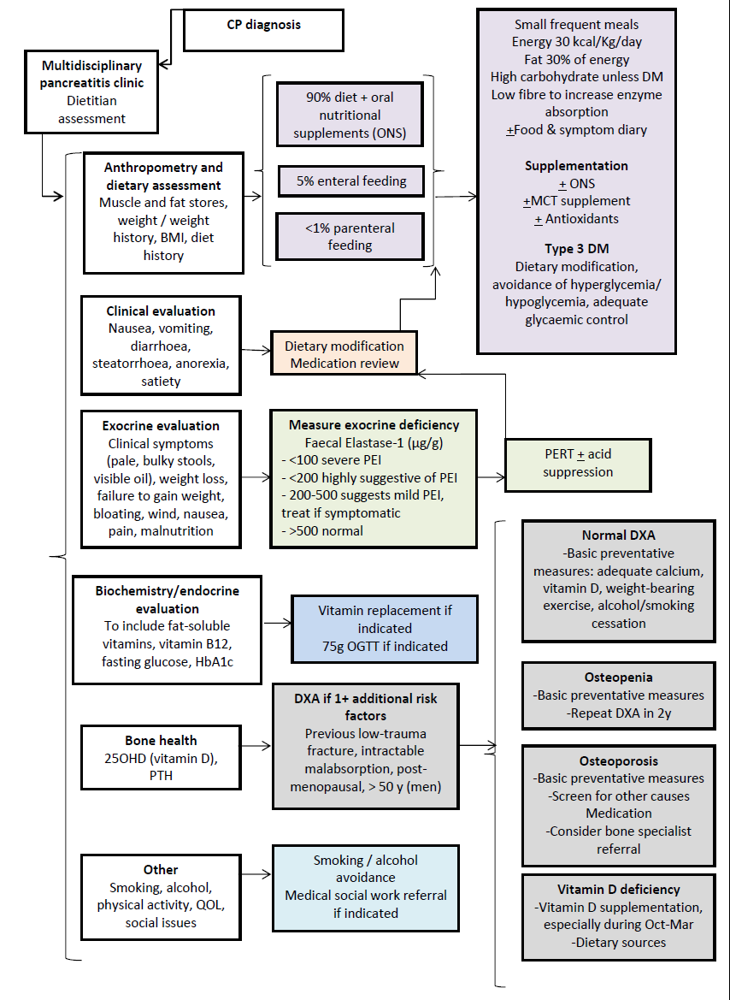 CP diagnosis
Multidisciplinary
pancreatitis clinic
Dietitian
assessment
Anthropometry and
dietary assessment
Muscle and fat stores,
weight / weight
history, BMI, diet
history
90% diet + oral
nutritional
supplements (ONS)
5% enteral feeding
<1% parenteral
feeding
Small frequent meals
Energy 30 kcal/Kg/day
Fat 30% of energy
High carbohydrate unless DM
Low fibre to increase enzyme
absorption
+Food & symptom diary
Supplementation
+ ONS
+MCT supplement
+ Antioxidants
Type 3 DM
Dietary modification,
avoidance of hyperglycemia/
hypoglycemia, adequate
glycaemic control
Clinical evaluation
Nausea, vomiting,
diarrhoea,
steatorrhoea, anorexia,
satiety
Dietary modification
Medication review
Exocrine evaluation
Clinical symptoms
(pale, bulky stools,
visible oil), weight loss,
failure to gain weight,
bloating, wind, nausea,
pain, malnutrition
Measure exocrine deficiency
Faecal Elastase-1 (µg/g)
- <100 severe PEI
- <200 highly suggestive of PEI
- 200-500 suggests mild PEI,
treat if symptomatic
- >500 normal
PERT + acid
suppression
Biochemistry/endocrine
evaluation
To include fat-soluble
vitamins, vitamin B12,
fasting glucose, HbA1c
Vitamin replacement if
indicated
75g OGTT if indicated
Bone health
25OHD (vitamin D),
PTH
DXA if 1+ additional risk
factors
Previous low-trauma
fracture, intractable
malabsorption, post-
menopausal, > 50 y (men)
Normal DXA
-Basic preventative
measures: adequate calcium,
vitamin D, weight-bearing
exercise, alcohol/smoking
cessation
Osteopenia
-Basic preventative measures
-Repeat DXA in 2y
Osteoporosis
-Basic preventative measures
-Screen for other causes
Medication
-Consider bone specialist
referral
Vitamin D deficiency
-Vitamin D supplementation,
especially during Oct-Mar
-Dietary sources
Other
Smoking, alcohol,
physical activity, QOL,
social issues
Smoking / alcohol
avoidance
Medical social work referral
if indicated